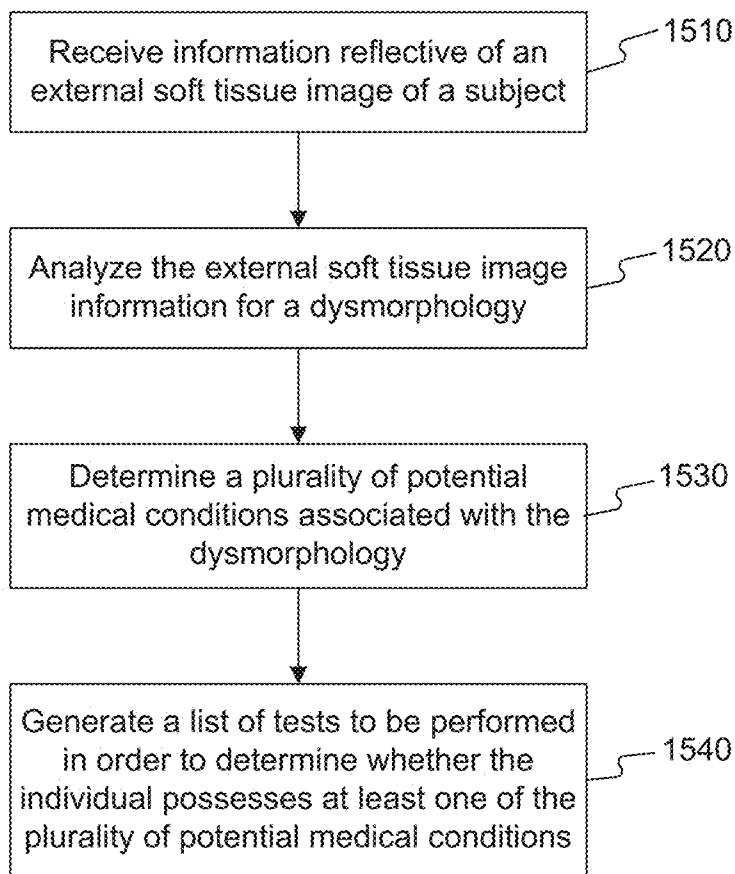 Receive information reflective of an
external soft tissue image of a subject
1510
Analyze the external soft tissue image
information for a dysmorphology
1520
Determine a plurality of potential
medical conditions associated with the
dysmorphology
1530
Generate a list of tests to be performed
in order to determine whether the
individual possesses at least one of the
plurality of potential medical conditions
1540